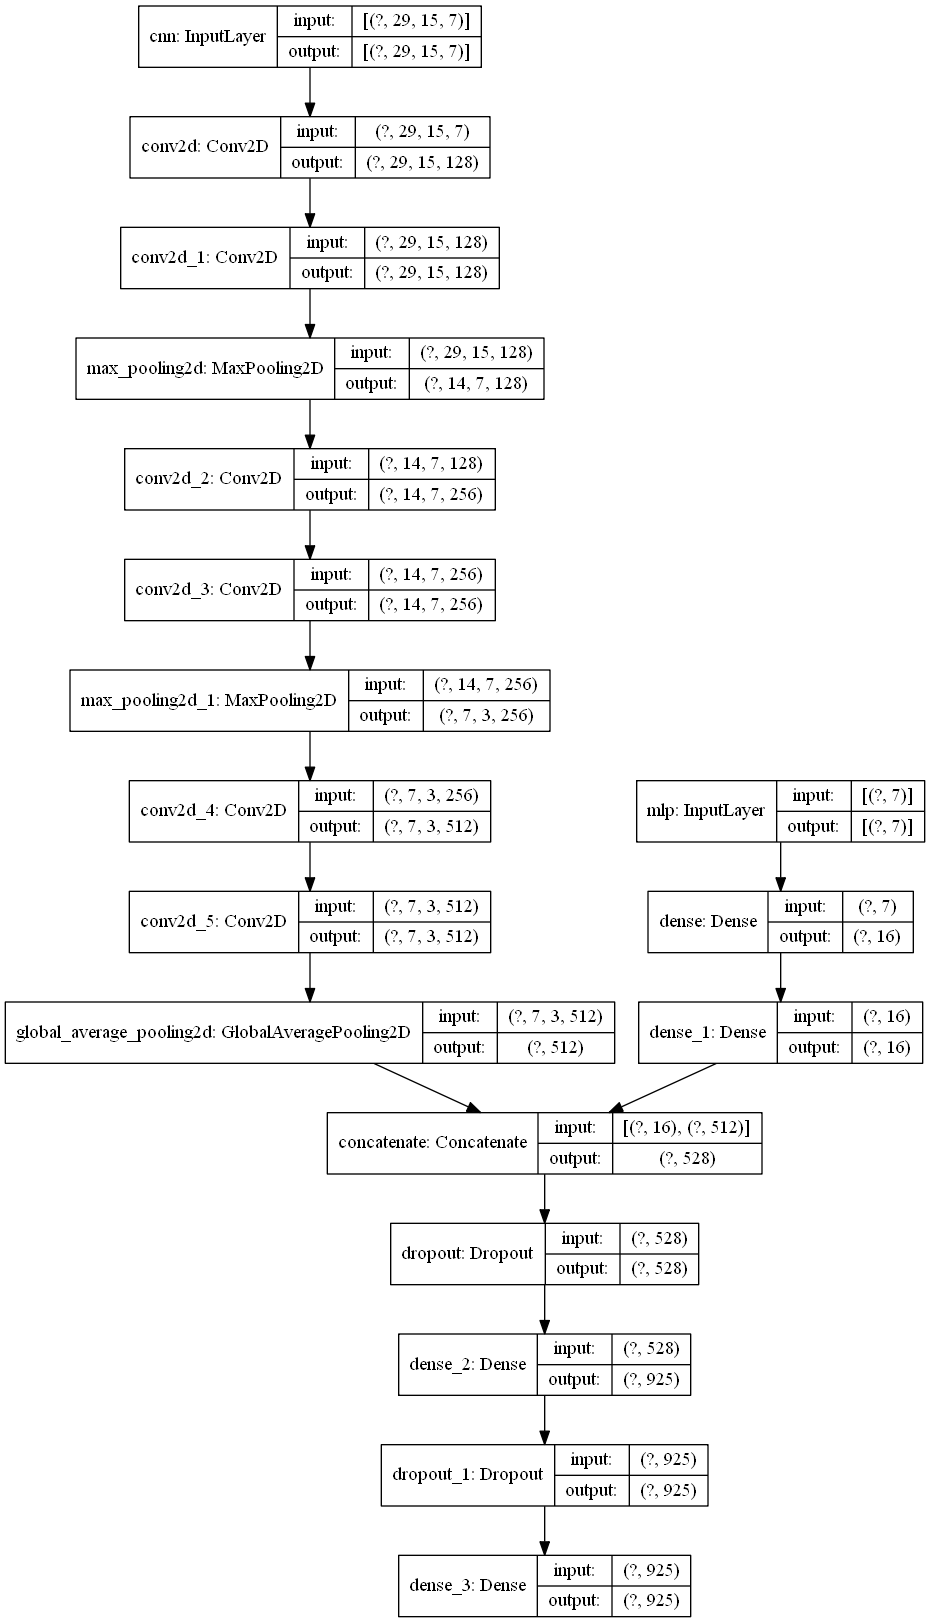 cnn: InputLayer
input: [(?, 29, 15, 7)]
output: [(?, 29, 15, 7)]
conv2d: Conv2D
input: (?, 29, 15, 7)
output: (?, 29, 15, 128)
conv2d_1: Conv2D
input: (?, 29, 15, 128)
output: (?, 29, 15, 128)
max_pooling2d: MaxPooling2D
input: (?, 29, 15, 128)
output: (?, 14, 7, 128)
conv2d_2: Conv2D
input: (?, 14, 7, 128)
output: (?, 14, 7, 256)
conv2d_3: Conv2D
input: (?, 14, 7, 256)
output: (?, 14, 7, 256)
max_pooling2d_1: MaxPooling2D
input: (?, 14, 7, 256)
output: (?, 7, 3, 256)
conv2d_4: Conv2D
input: (?, 7, 3, 256)
output: (?, 7, 3, 512)
mlp: InputLayer
input: [(?, 7)]
output: [(?, 7)]
conv2d_5: Conv2D
input: (?, 7, 3, 512)
output: (?, 7, 3, 512)
dense: Dense
input: (?, 7)
output: (?, 16)
global_average_pooling2d: GlobalAveragePooling2D
input: (?, 7, 3, 512)
output: (?, 512)
dense_1: Dense
input: (?, 16)
output: (?, 16)
concatenate: Concatenate
input: [(?, 16), (?, 512)]
output: (?, 528)
dropout: Dropout
input: (?, 528)
output: (?, 528)
dense_2: Dense
input: (?, 528)
output: (?, 925)
dropout_1: Dropout
input: (?, 925)
output: (?, 925)
dense_3: Dense
input: (?, 925)
output: (?, 925)